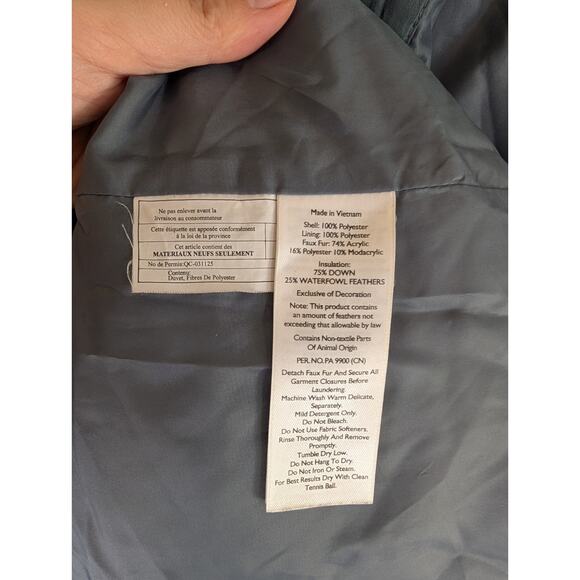 Ne pas enlever avant la
livraison au consommateur
Cette étiquette est apposée conformément
à la loi de la province
Cet article contient des
MATERIAUX NEUFS SEULEMENT
No de Permis:QC-031125
Contenu:
Duvet, Fibres De Polyester
Made in Vietnam
Shell: 100% Polyester
Lining: 100% Polyester
Faux Fur: 74% Acrylic
16% Polyester 10% Modacrylic
Insulation:
75% DOWN
25% WATERFOWL FEATHERS
Exclusive of Decoration
Note: This product contains
an amount of feathers not
exceeding that allowable by law
Contains Non-textile Parts
Of Animal Origin
PER. NO. PA 9900 (CN)
Detach Faux Fur And Secure All
Garment Closures Before
Laundering.
Machine Wash Warm Delicate,
Separately.
Mild Detergent Only.
Do Not Bleach.
Do Not Use Fabric Softeners.
Rinse Thoroughly And Remove
Promptly.
Tumble Dry Low.
Do Not Hang To Dry.
Do Not Iron Or Steam.
For Best Results Dry With Clean
Tennis Ball.